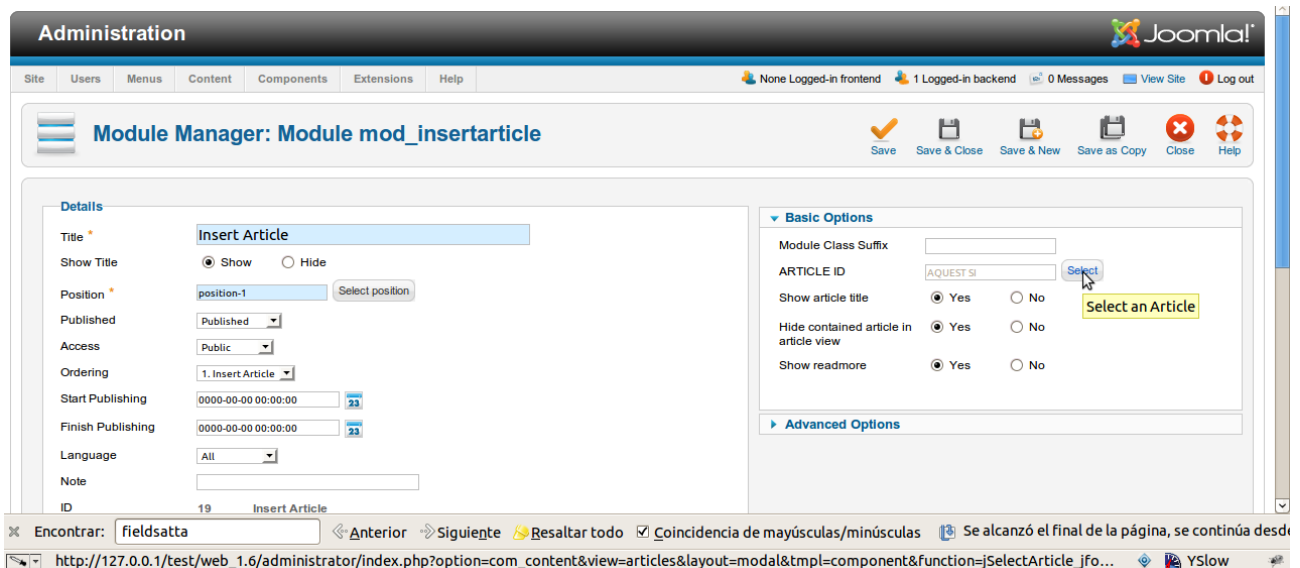 Administration
Joomla!
Site Users Menus Content Components Extensions Help None Logged-in frontend 1 Logged-in backend 0 Messages View Site Log out
Module Manager: Module mod_insertarticle
Save Save & Close Save & New Save as Copy Close Help
Details
Title * Insert Article
Show Title Show Hide
Position * position-1 Select position
Published Published
Access Public
Ordering 1. Insert Article
Start Publishing 0000-00-00 00:00:00 23
Finish Publishing 0000-00-00 00:00:00 23
Language All
Note
ID 19 Insert Article
Basic Options
Module Class Suffix
ARTICLE ID AQUEST SI Select
Select an Article
Show article title Yes No
Hide contained article in
article view Yes No
Show readmore Yes No
Advanced Options
Encontrar: fieldsatta Anterior Siguiente Resaltar todo Coincidencia de mayúsculas/minúsculas Se alcanzó el final de la página, se continúa desde
http://127.0.0.1/test/web_1.6/administrator/index.php?option=com_content&view=articles&layout=modal&tmpl=component&function=jSelectArticle_jfo... YSlow